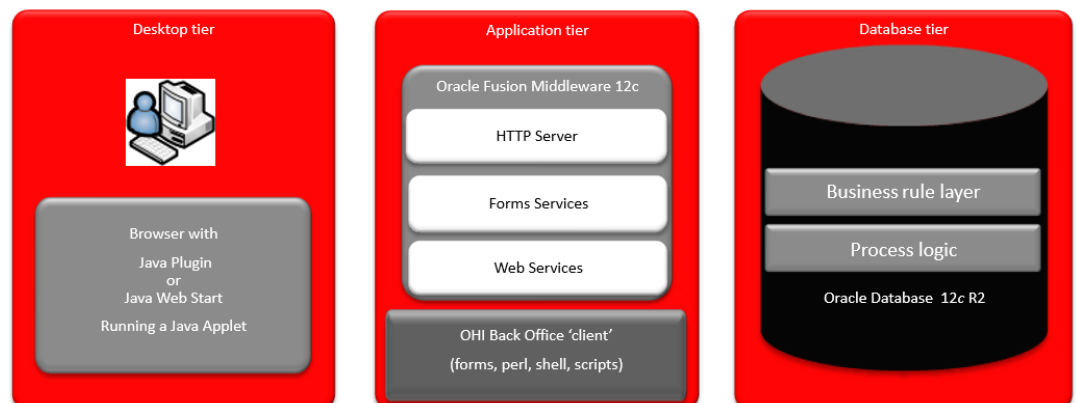 Desktop tier
Browser with
Java Plugin
or
Java Web Start
Running a Java Applet
Application tier
Oracle Fusion Middleware 12c
HTTP Server
Forms Services
Web Services
OHI Back Office ‘client’
(forms, perl, shell, scripts)
Database tier
Business rule layer
Process logic
Oracle Database 12c R2